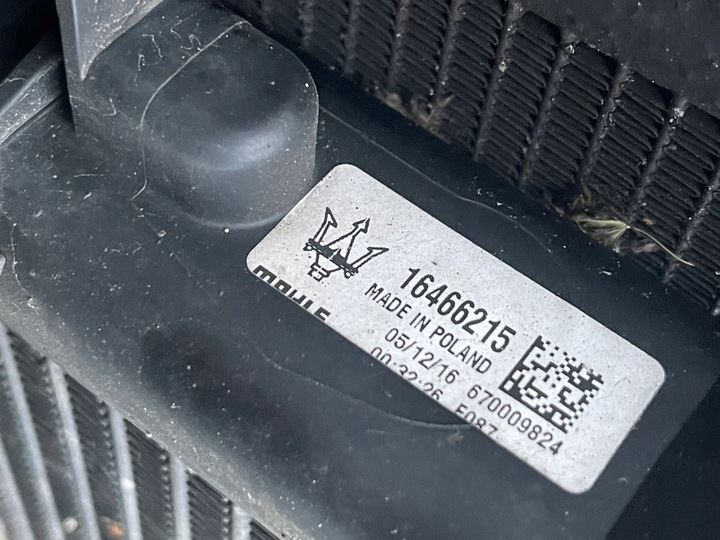 16466215
MADE IN POLAND
MAHLE
05/12/16 670009824
00:32:26 F087